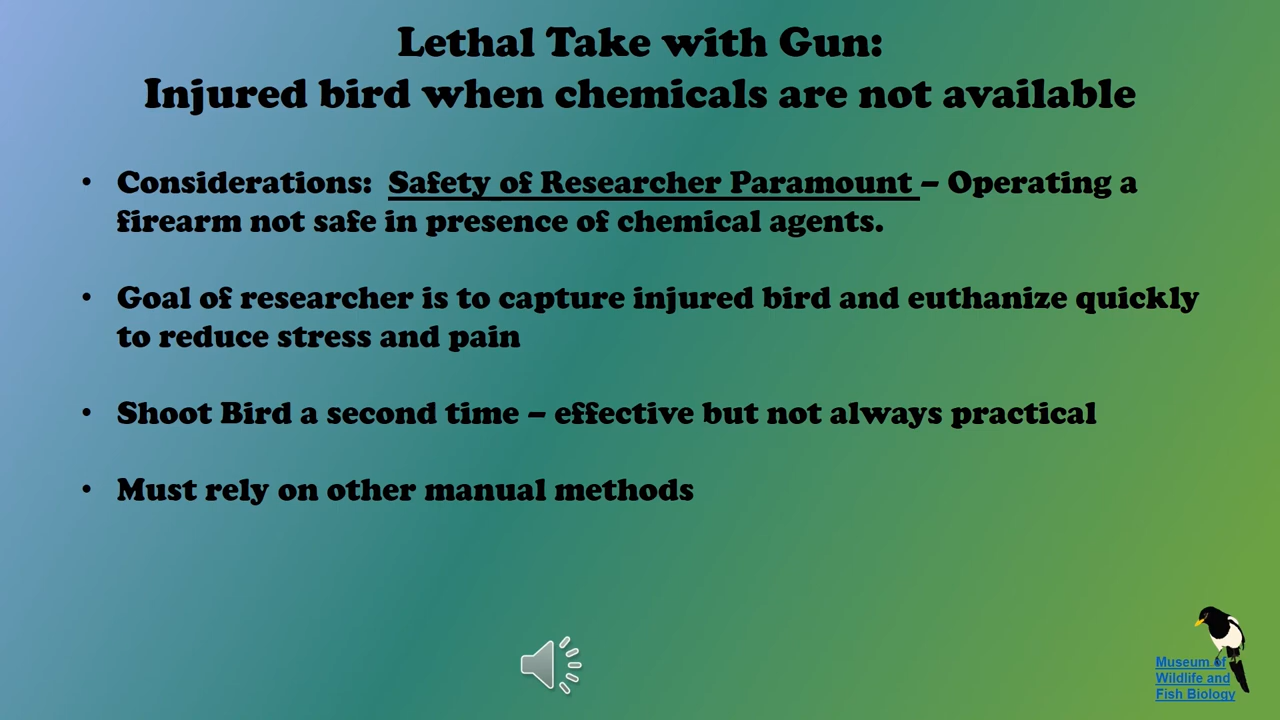 Lethal Take with Gun:
Injured bird when chemicals are not available
• Considerations: Safety of Researcher Paramount – Operating a
firearm not safe in presence of chemical agents.
• Goal of researcher is to capture injured bird and euthanize quickly
to reduce stress and pain
• Shoot Bird a second time – effective but not always practical
• Must rely on other manual methods
Museum of
Wildlife and
Fish Biology